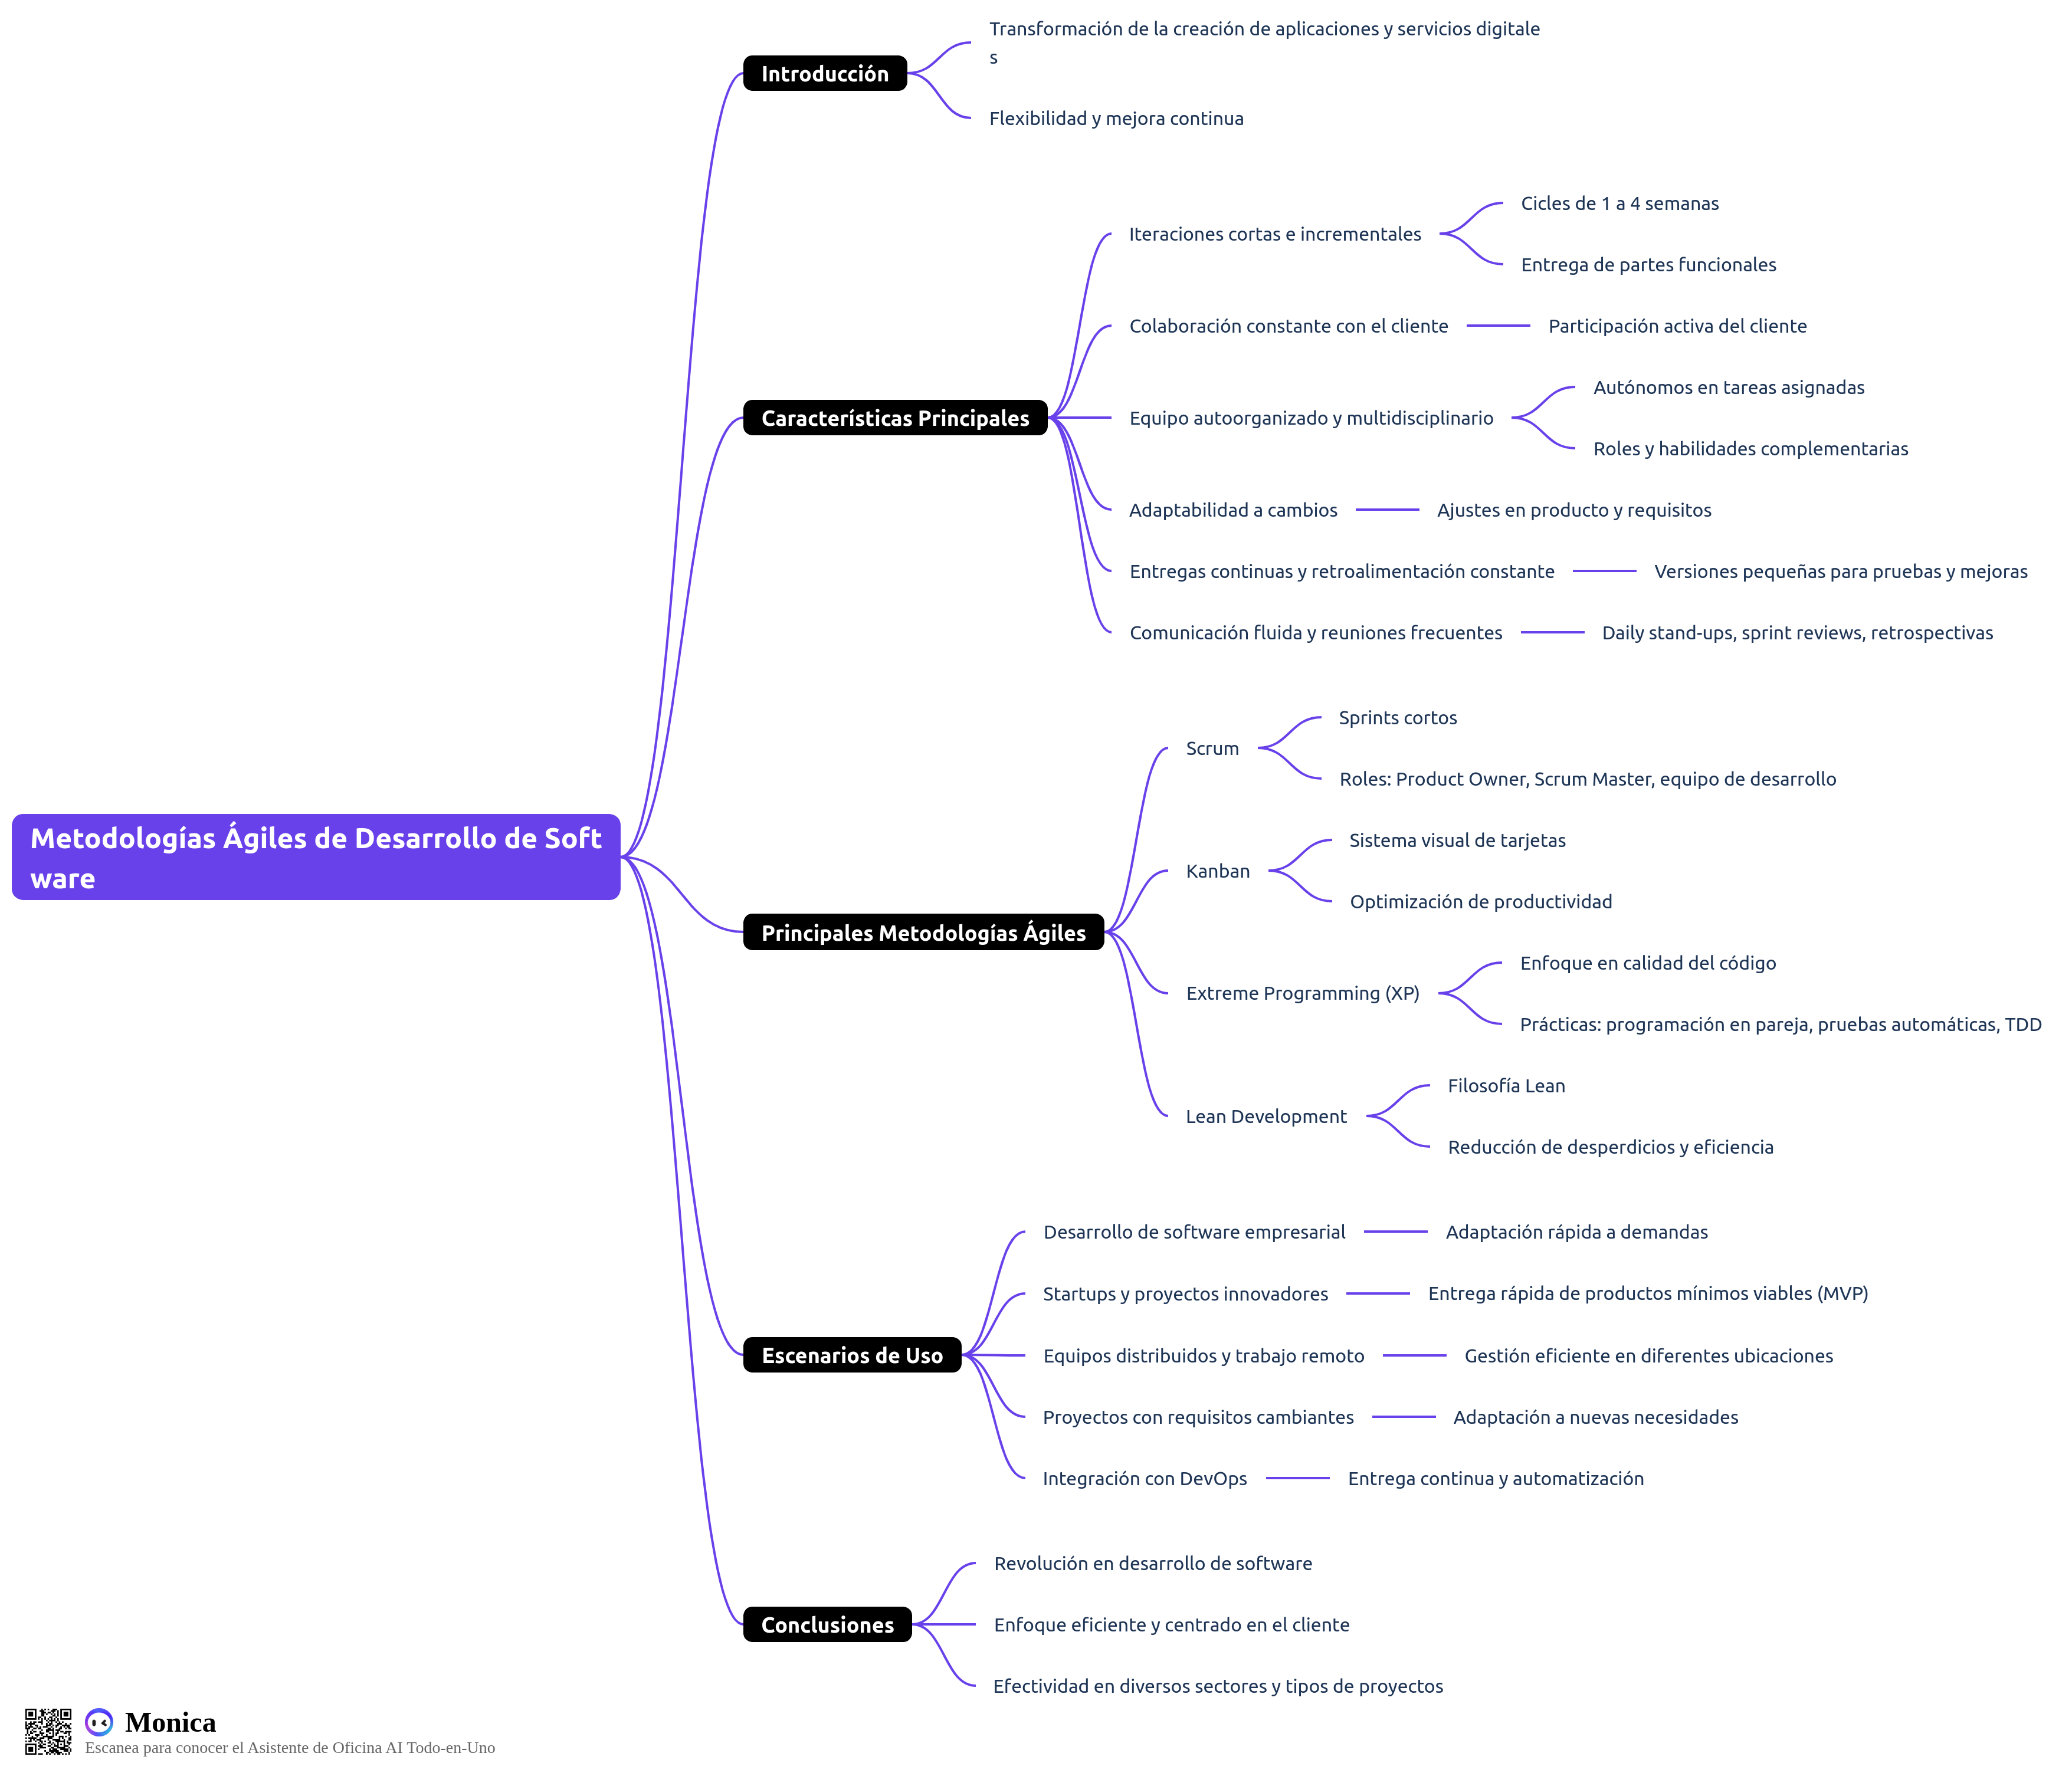 Transformación de la creación de aplicaciones y servicios digitale
s
Introducción
Flexibilidad y mejora continua
Cicles de 1 a 4 semanas
Iteraciones cortas e incrementales
Entrega de partes funcionales
Colaboración constante con el cliente
Participación activa del cliente
Autónomos en tareas asignadas
Características Principales
Equipo autoorganizado y multidisciplinario
Roles y habilidades complementarias
Adaptabilidad a cambios
Ajustes en producto y requisitos
Entregas continuas y retroalimentación constante
Versiones pequeñas para pruebas y mejoras
Comunicación fluida y reuniones frecuentes
Daily stand-ups, sprint reviews, retrospectivas
Sprints cortos
Scrum
Roles: Product Owner, Scrum Master, equipo de desarrollo
Metodologías Ágiles de Desarrollo de Soft
ware
Sistema visual de tarjetas
Kanban
Optimización de productividad
Principales Metodologías Ágiles
Enfoque en calidad del código
Extreme Programming (XP)
Prácticas: programación en pareja, pruebas automáticas, TDD
Filosofía Lean
Lean Development
Reducción de desperdicios y eficiencia
Desarrollo de software empresarial
Adaptación rápida a demandas
Startups y proyectos innovadores
Entrega rápida de productos mínimos viables (MVP)
Escenarios de Uso
Equipos distribuidos y trabajo remoto
Gestión eficiente en diferentes ubicaciones
Proyectos con requisitos cambiantes
Adaptación a nuevas necesidades
Integración con DevOps
Entrega continua y automatización
Revolución en desarrollo de software
Conclusiones
Enfoque eficiente y centrado en el cliente
Efectividad en diversos sectores y tipos de proyectos
Monica
Escanea para conocer el Asistente de Oficina AI Todo-en-Uno